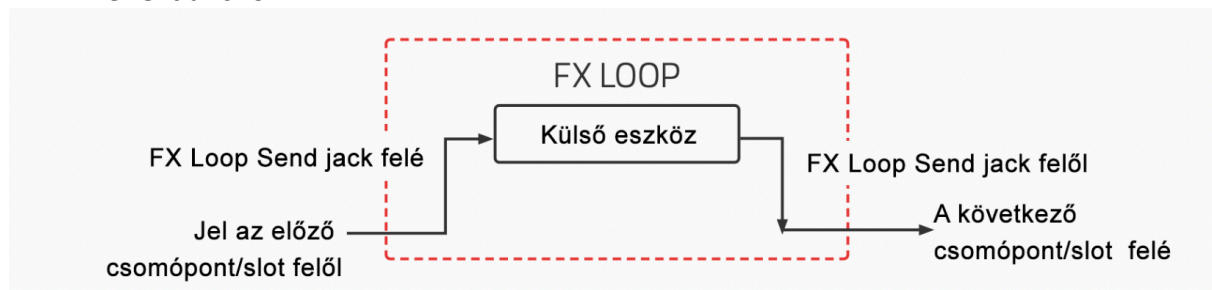 FX LOOP
Külső eszköz
FX Loop Send jack felé
FX Loop Send jack felől
Jel az előző
csomópont/slot felől
A következő
csomópont/slot felé